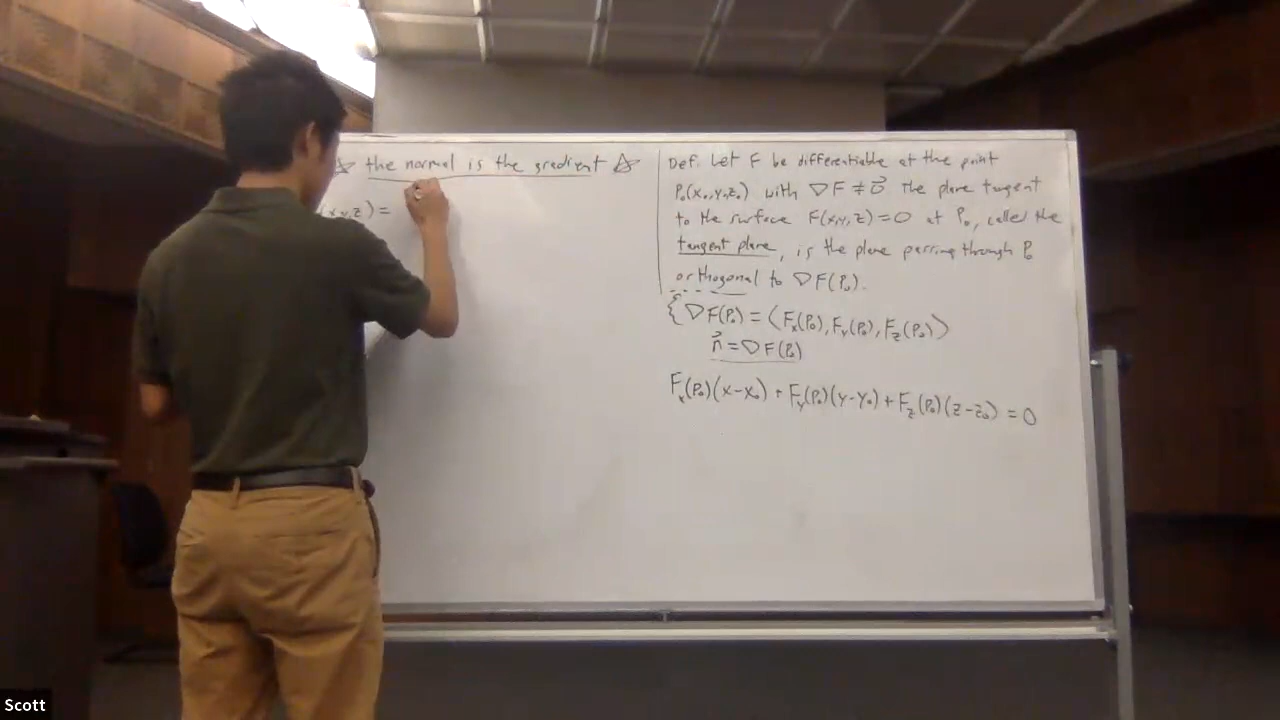 ☆ the normal is the gradient ☆
(x,y,z) =
Def. Let F be differentiable at the point
P₀(x₀,y₀,z₀) with ∇F ≠ 0⃗ The plane tangent
to the surface F(x,y,z)=0 at P₀, called the
tangent plane, is the plane passing through P₀
orthogonal to ∇F(P₀).
{∇F(P₀) = ⟨F_x(P₀), F_y(P₀), F_z(P₀)⟩
n⃗ = ∇F(P₀)
F_x(P₀)(x-x₀) + F_y(P₀)(y-y₀) + F_z(P₀)(z-z₀) = 0
Scott